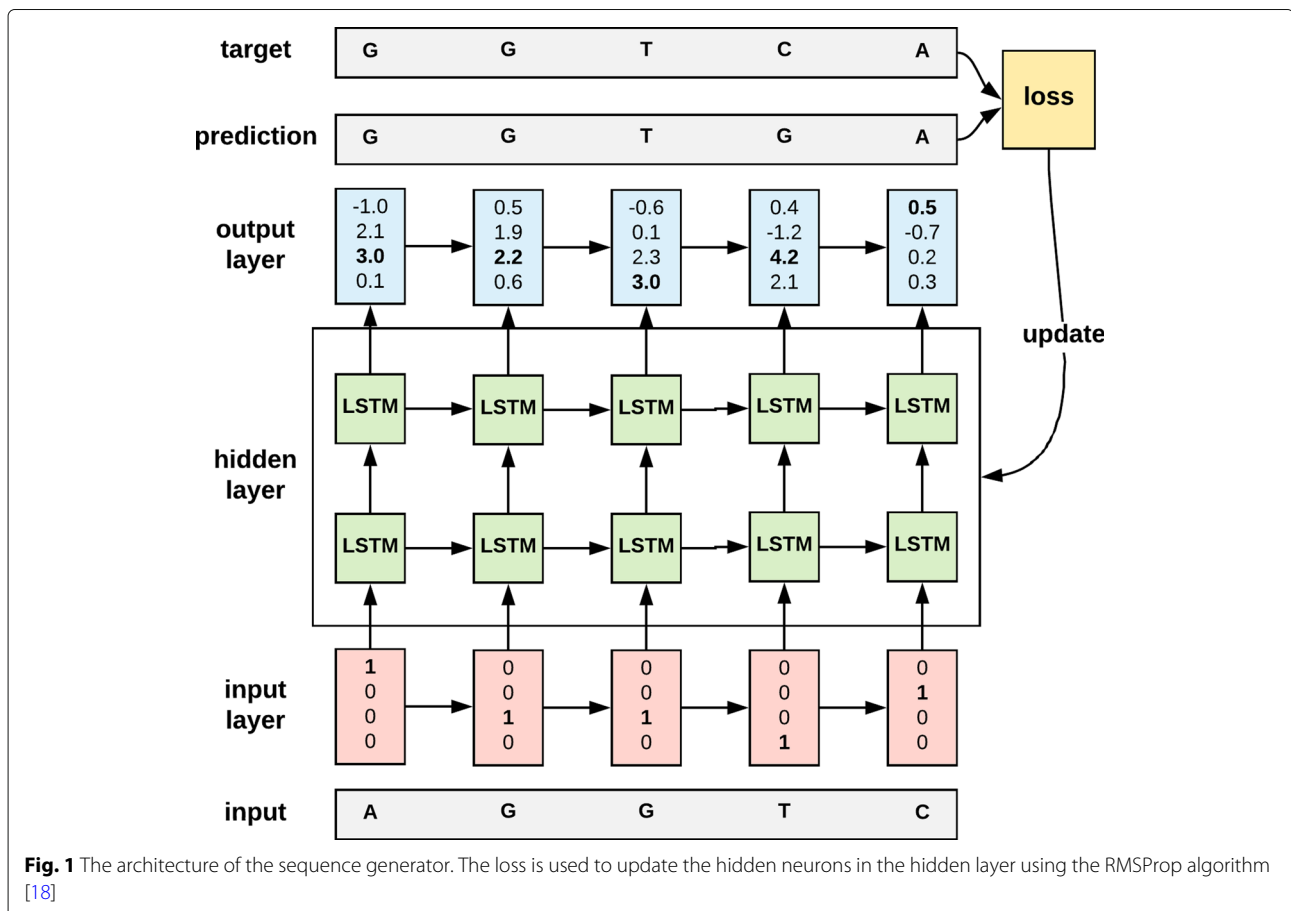 target G G T C A
loss
prediction G G T G A
output layer
-1.0 0.5 -0.6 0.4 0.5
2.1 1.9 0.1 -1.2 -0.7
3.0 2.2 2.3 4.2 0.2
0.1 0.6 3.0 2.1 0.3
update
LSTM LSTM LSTM LSTM LSTM
hidden
layer
LSTM LSTM LSTM LSTM LSTM
input
layer
1 0 0 0 0
0 0 0 0 1
0 1 1 0 0
0 0 0 1 0
input A G G T C
Fig. 1 The architecture of the sequence generator. The loss is used to update the hidden neurons in the hidden layer using the RMSProp algorithm
[18]